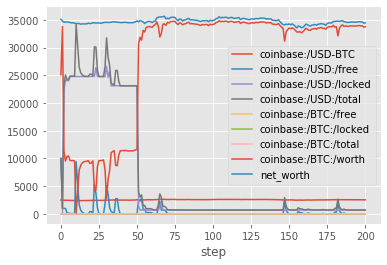 35000
30000
25000
20000
15000
10000
5000
0
coinbase:/USD-BTC
coinbase:/USD:/free
coinbase:/USD:/locked
coinbase:/USD:/total
coinbase:/BTC:/free
coinbase:/BTC:/locked
coinbase:/BTC:/total
coinbase:/BTC:/worth
net_worth
0 25 50 75 100 125 150 175 200
step